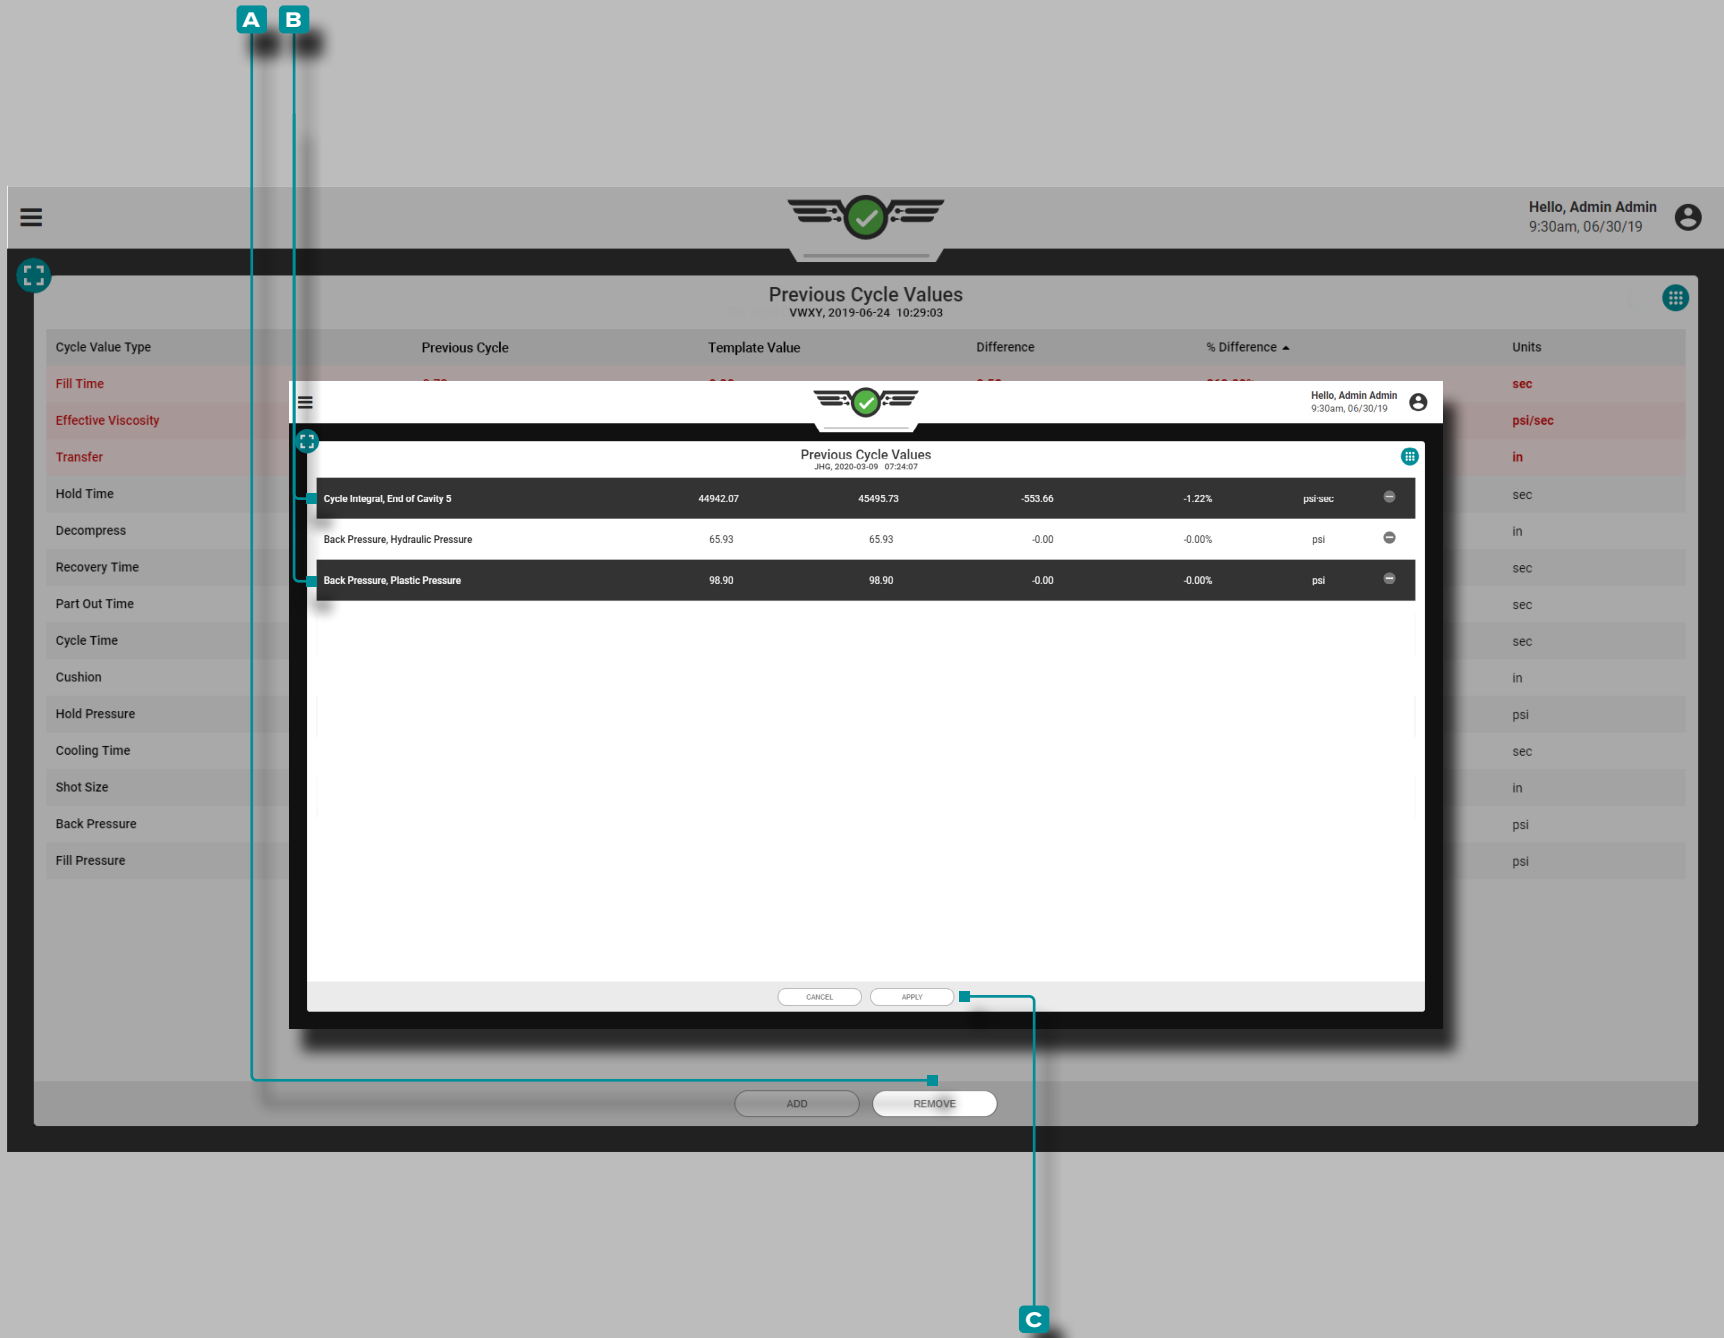 A B
Hello, Admin Admin
9:30am, 06/30/19
Previous Cycle Values
VWXY, 2019-06-24 10:29:03
Cycle Value Type Previous Cycle Template Value Difference % Difference Units
Fill Time sec
Effective Viscosity psi/sec
Transfer in
Hold Time sec
Decompress in
Recovery Time sec
Part Out Time sec
Cycle Time sec
Cushion in
Hold Pressure psi
Cooling Time sec
Shot Size in
Back Pressure psi
Fill Pressure psi
Hello, Admin Admin
9:30am, 06/30/19
Previous Cycle Values
JHG, 2020-03-09 07:24:07
Cycle Integral, End of Cavity 5 44942.07 45495.73 -553.66 -1.22% psi·sec
Back Pressure, Hydraulic Pressure 65.93 65.93 -0.00 -0.00% psi
Back Pressure, Plastic Pressure 98.90 98.90 -0.00 -0.00% psi
CANCEL APPLY
ADD REMOVE
C